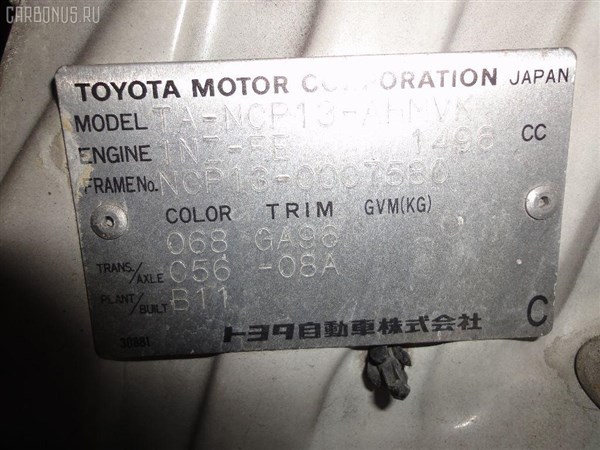 CARBONUS.RU
TOYOTA MOTOR CORPORATION JAPAN
MODEL TA-NCP13-AHMVK
ENGINE 1NZ-FE 1496 CC
FRAME No. NCP13-0007580
COLOR TRIM GVM(KG)
068 GA96
TRANS./AXLE C56 -08A
PLANT/BUILT B11
30881
トヨタ自動車株式会社 C